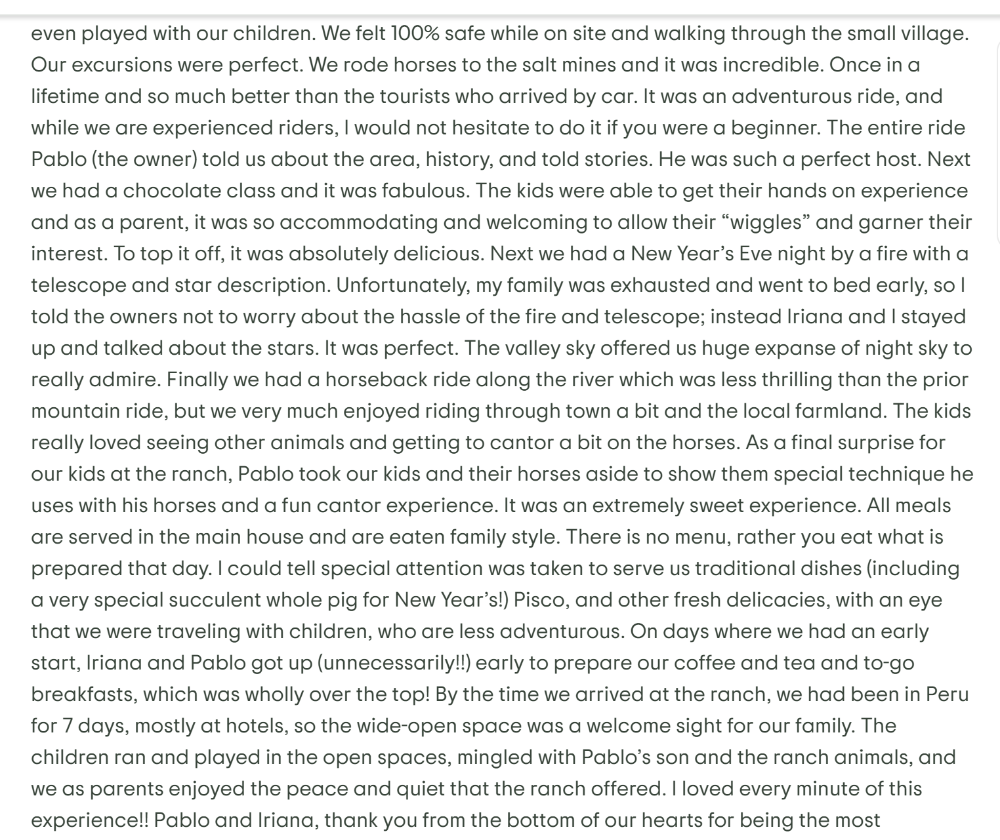 even played with our children. We felt 100% safe while on site and walking through the small village.
Our excursions were perfect. We rode horses to the salt mines and it was incredible. Once in a
lifetime and so much better than the tourists who arrived by car. It was an adventurous ride, and
while we are experienced riders, I would not hesitate to do it if you were a beginner. The entire ride
Pablo (the owner) told us about the area, history, and told stories. He was such a perfect host. Next
we had a chocolate class and it was fabulous. The kids were able to get their hands on experience
and as a parent, it was so accommodating and welcoming to allow their “wiggles” and garner their
interest. To top it off, it was absolutely delicious. Next we had a New Year’s Eve night by a fire with a
telescope and star description. Unfortunately, my family was exhausted and went to bed early, so I
told the owners not to worry about the hassle of the fire and telescope; instead Iriana and I stayed
up and talked about the stars. It was perfect. The valley sky offered us huge expanse of night sky to
really admire. Finally we had a horseback ride along the river which was less thrilling than the prior
mountain ride, but we very much enjoyed riding through town a bit and the local farmland. The kids
really loved seeing other animals and getting to cantor a bit on the horses. As a final surprise for
our kids at the ranch, Pablo took our kids and their horses aside to show them special technique he
uses with his horses and a fun cantor experience. It was an extremely sweet experience. All meals
are served in the main house and are eaten family style. There is no menu, rather you eat what is
prepared that day. I could tell special attention was taken to serve us traditional dishes (including
a very special succulent whole pig for New Year’s!) Pisco, and other fresh delicacies, with an eye
that we were traveling with children, who are less adventurous. On days where we had an early
start, Iriana and Pablo got up (unnecessarily!!) early to prepare our coffee and tea and to-go
breakfasts, which was wholly over the top! By the time we arrived at the ranch, we had been in Peru
for 7 days, mostly at hotels, so the wide-open space was a welcome sight for our family. The
children ran and played in the open spaces, mingled with Pablo’s son and the ranch animals, and
we as parents enjoyed the peace and quiet that the ranch offered. I loved every minute of this
experience!! Pablo and Iriana, thank you from the bottom of our hearts for being the most